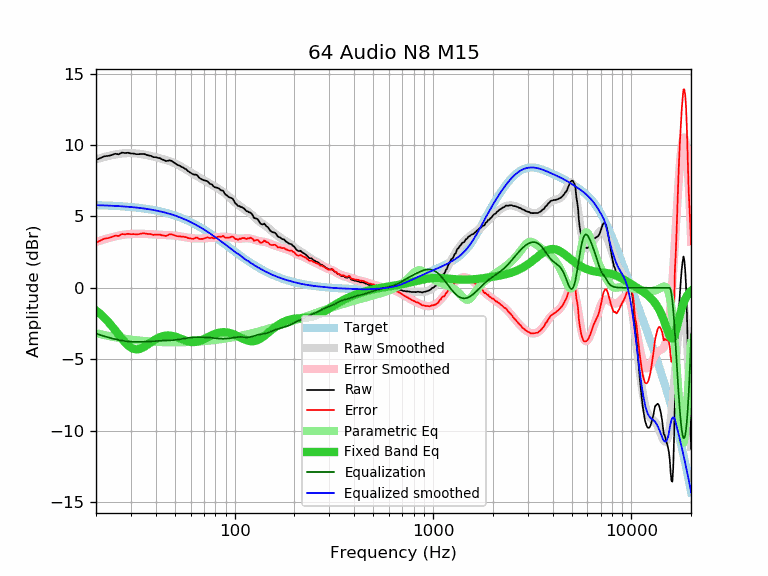 64 Audio N8 M15
15
10
5
0
−5
−10
−15
Amplitude (dBr)
Target
Raw Smoothed
Error Smoothed
Raw
Error
Parametric Eq
Fixed Band Eq
Equalization
Equalized smoothed
100
1000
10000
Frequency (Hz)